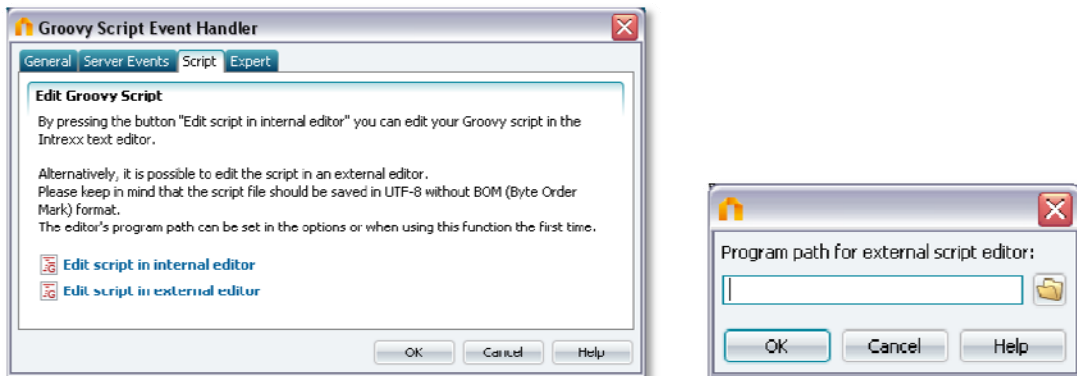 Groovy Script Event Handler
General Server Events Script Expert
Edit Groovy Script
By pressing the button "Edit script in internal editor" you can edit your Groovy script in the
Intrexx text editor.
Alternatively, it is possible to edit the script in an external editor.
Please keep in mind that the script file should be saved in UTF-8 without BOM (Byte Order
Mark) format.
The editor's program path can be set in the options or when using this function the first time.
Edit script in internal editor
Edit script in external editor
OK Cancel Help
Program path for external script editor:
OK Cancel Help